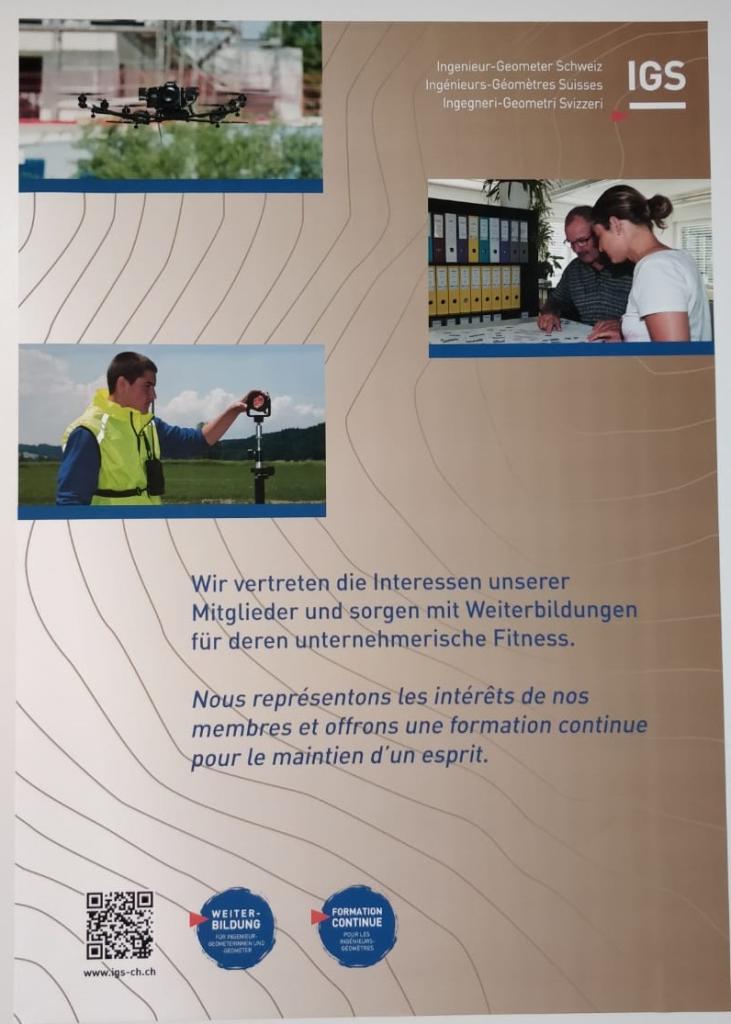 Ingenieur-Geometer Schweiz
Ingénieurs-Géomètres Suisses
Ingegneri-Geometri Svizzeri
IGS
Wir vertreten die Interessen unserer
Mitglieder und sorgen mit Weiterbildungen
für deren unternehmerische Fitness.
Nous représentons les intérêts de nos
membres et offrons une formation continue
pour le maintien d'un esprit.
www.igs-ch.ch
WEITER-
BILDUNG
FÜR INGENIEUR-
GEOMETERINNEN UND
GEOMETER
FORMATION
CONTINUE
POUR LES
INGÉNIEURS-
GÉOMÈTRES